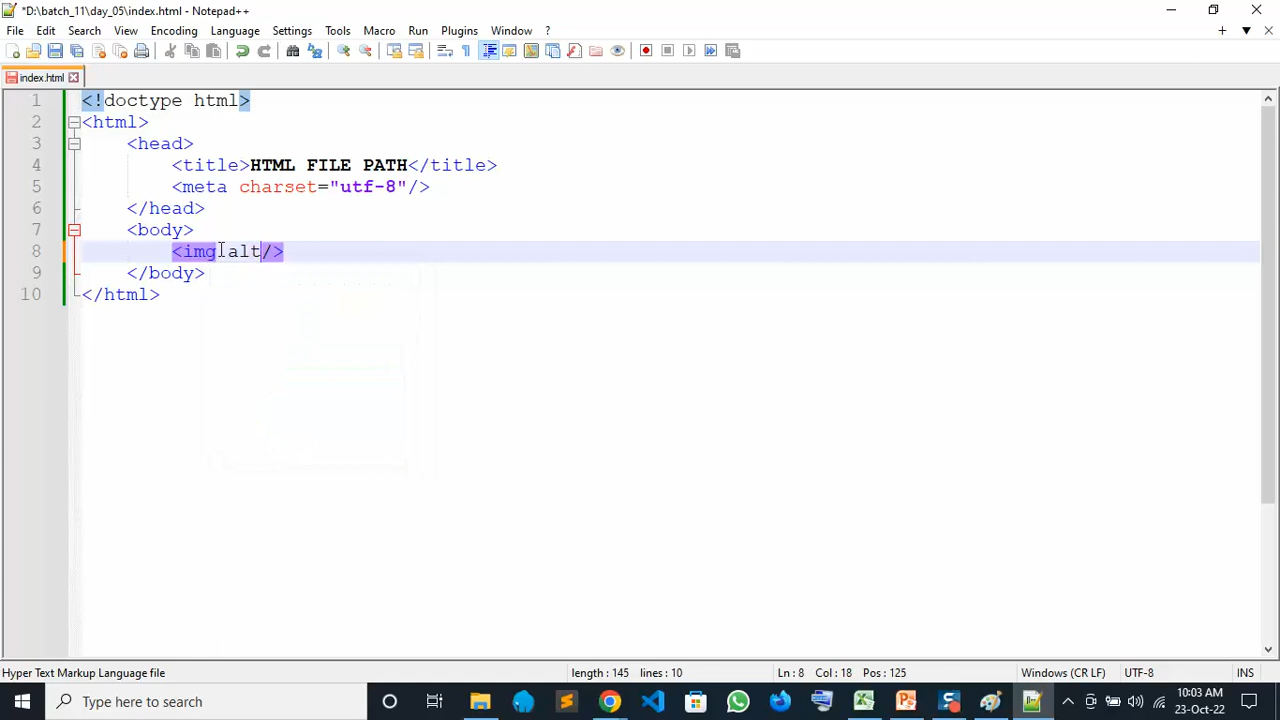 *D:\batch_11\day_05\index.html - Notepad++
File Edit Search View Encoding Language Settings Tools Macro Run Plugins Window ?
index.html
1 <!doctype html>
2 <html>
3 <head>
4 <title>HTML FILE PATH</title>
5 <meta charset="utf-8"/>
6 </head>
7 <body>
8 <img alt/>
9 </body>
10 </html>
Hyper Text Markup Language file length : 145 lines : 10 Ln : 8 Col : 18 Pos : 125 Windows (CR LF) UTF-8 INS
Type here to search
10:03 AM
23-Oct-22